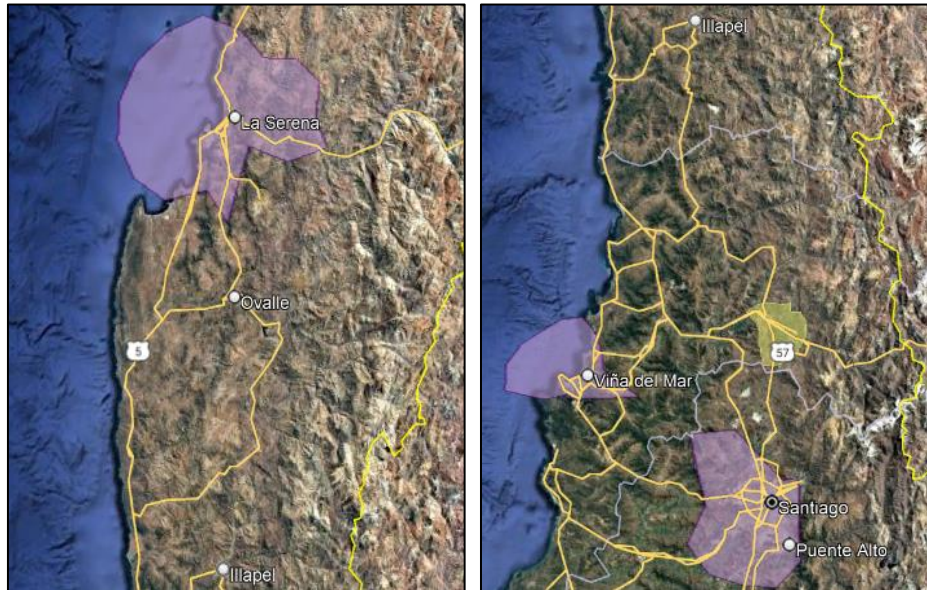 La Serena
Ovalle
5
Illapel
Illapel
57
Viña del Mar
Santiago
Puente Alto